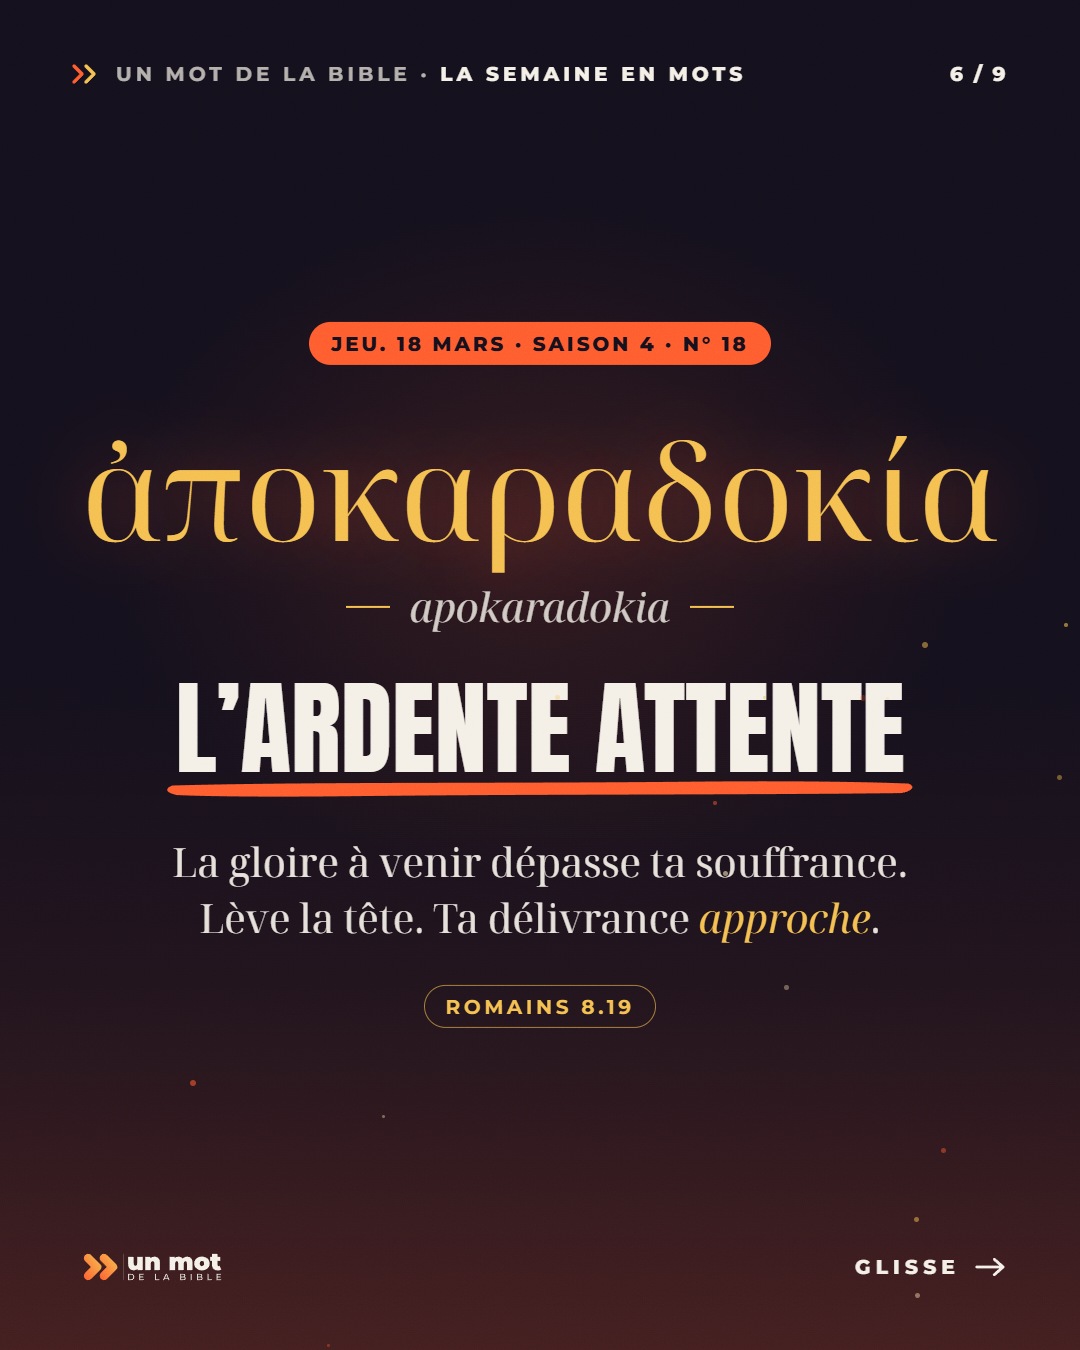 UN MOT DE LA BIBLE · LA SEMAINE EN MOTS
6 / 9
JEU. 18 MARS · SAISON 4 · N° 18
ἀποκαραδοκία
apokaradokia
L’ARDENTE ATTENTE
La gloire à venir dépasse ta souffrance.
Lève la tête. Ta délivrance approche.
ROMAINS 8.19
un mot
DE LA BIBLE
GLISSE →